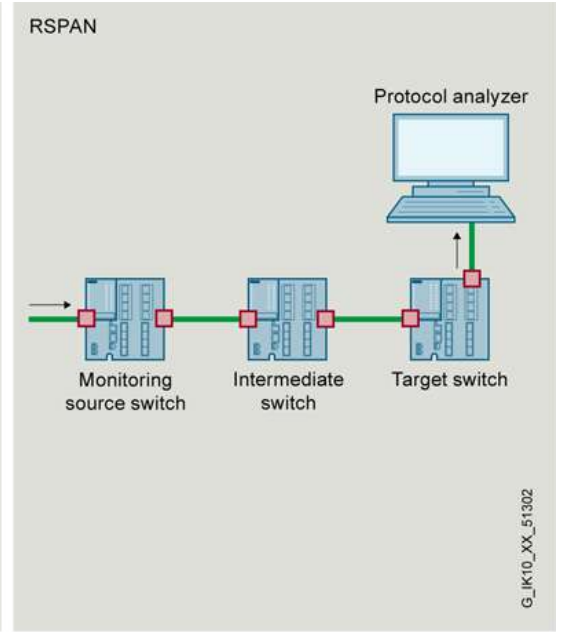 RSPAN
Protocol analyzer
Monitoring
source switch
Intermediate
switch
Target switch
G_IK10_XX_51302